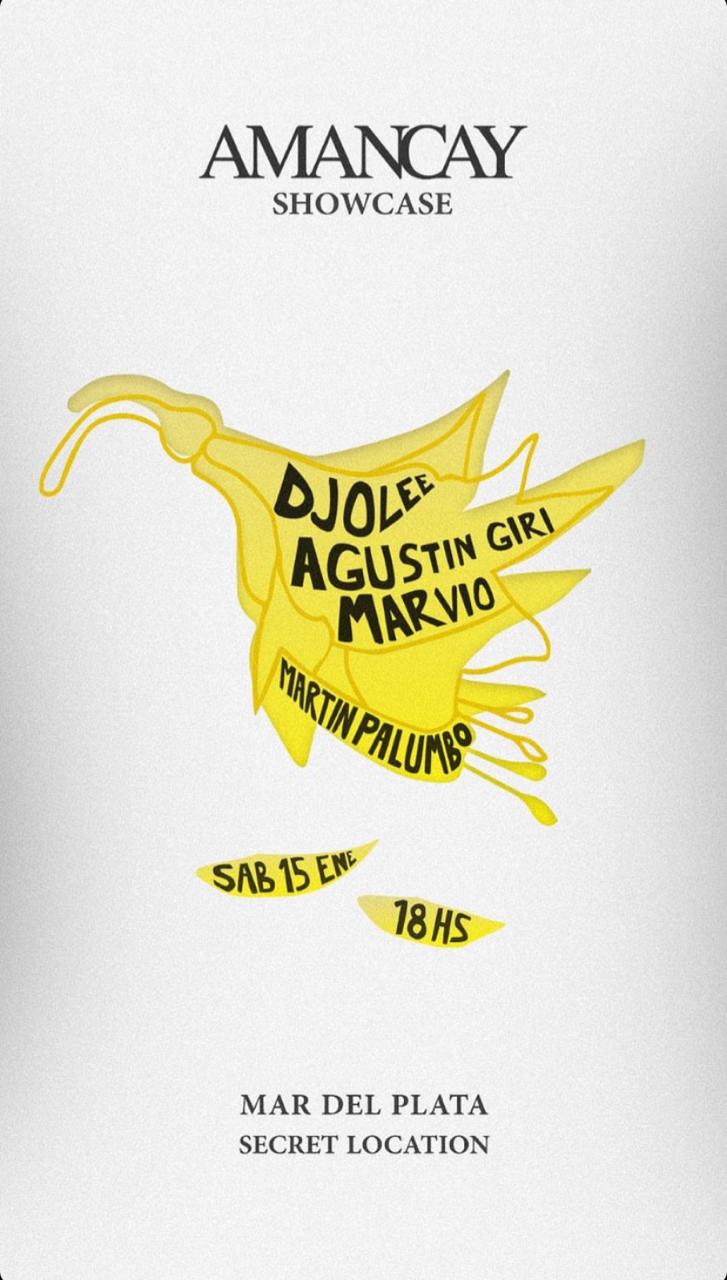 AMANCAY
SHOWCASE
DJOLEE
AGUSTIN GIRI
MARVIO
MARTIN PALUMBO
SAB 15 ENE
18 HS
MAR DEL PLATA
SECRET LOCATION